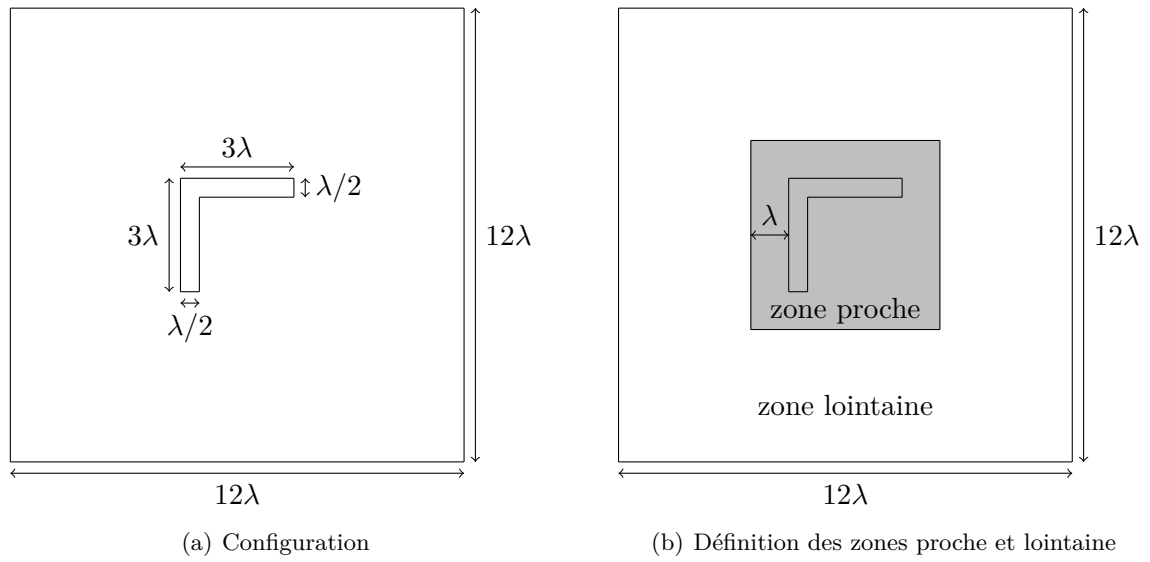 3λ
λ/2
3λ
λ/2
12λ
12λ
(a) Configuration
λ
zone proche
zone lointaine
12λ
12λ
(b) Définition des zones proche et lointaine